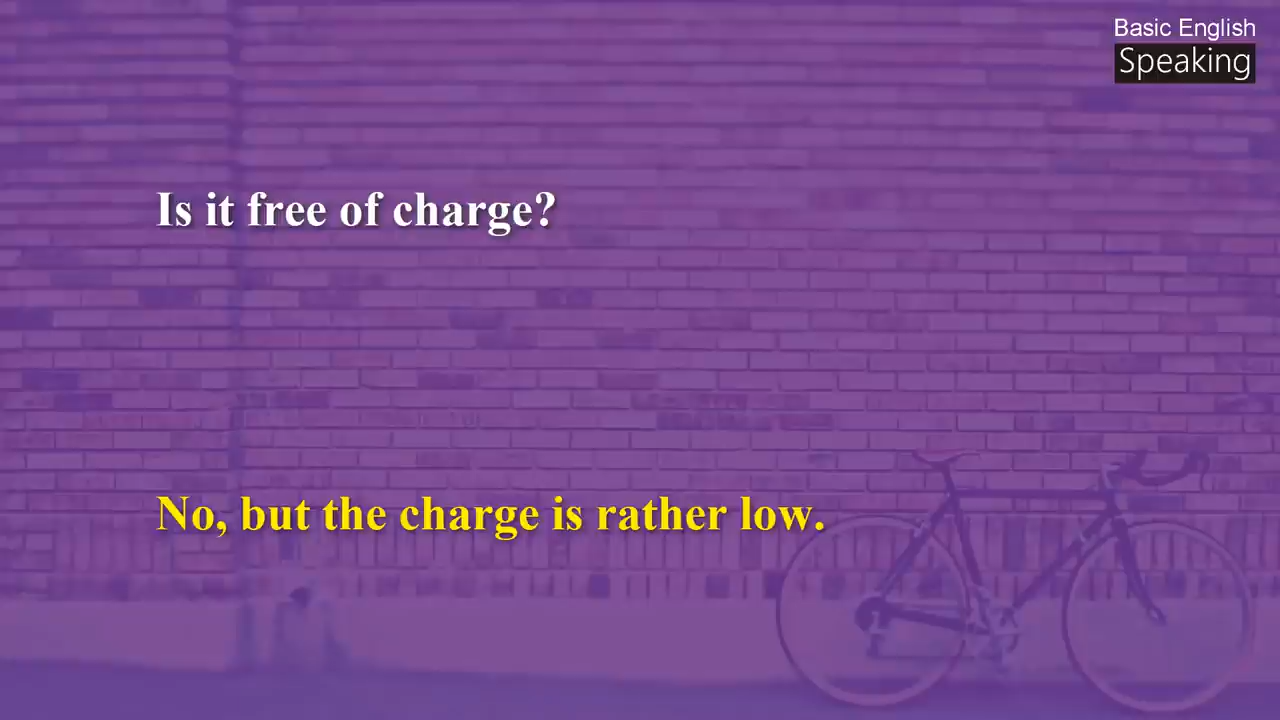 Basic English
Speaking
Is it free of charge?
No, but the charge is rather low.